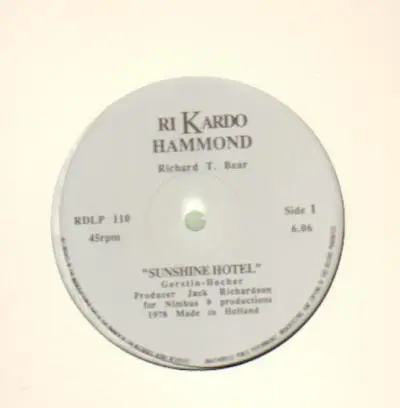 RI KARDO
HAMMOND
Richard T. Bear
RDLP 110
45rpm
Side 1
6.06
"SUNSHINE HOTEL"
Gerstin-Hecher
Producer Jack Richardson
for Nimbus 9 productions
1978 Made in Holland